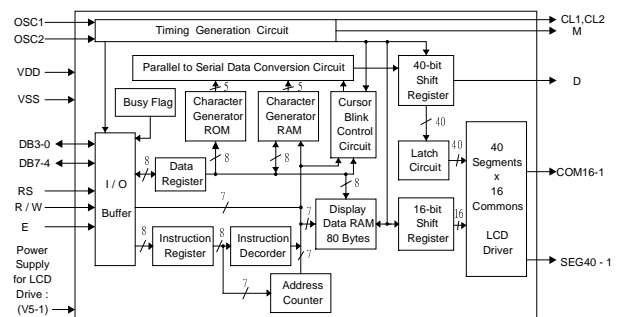 OSC1
OSC2
Timing Generation Circuit
CL1,CL2
M
Parallel to Serial Data Conversion Circuit
40-bit
Shift
Register
D
VDD
VSS
Busy Flag
5
5
Character
Generator
ROM
Character
Generator
RAM
Cursor
Blink
Control
Circuit
40
Latch
Circuit
40
40
Segments
x
16
Commons
LCD
Driver
DB3-0
DB7-4
8
Data
Register
8
8
8
COM16-1
I / O
Buffer
RS
R / W
E
7
7
Display
Data RAM
80 Bytes
16-bit
Shift
Register
16
8
Instruction
Register
8
Instruction
Decorder
7
7
Address
Counter
SEG40 - 1
Power
Supply
for LCD
Drive :
(V5-1)